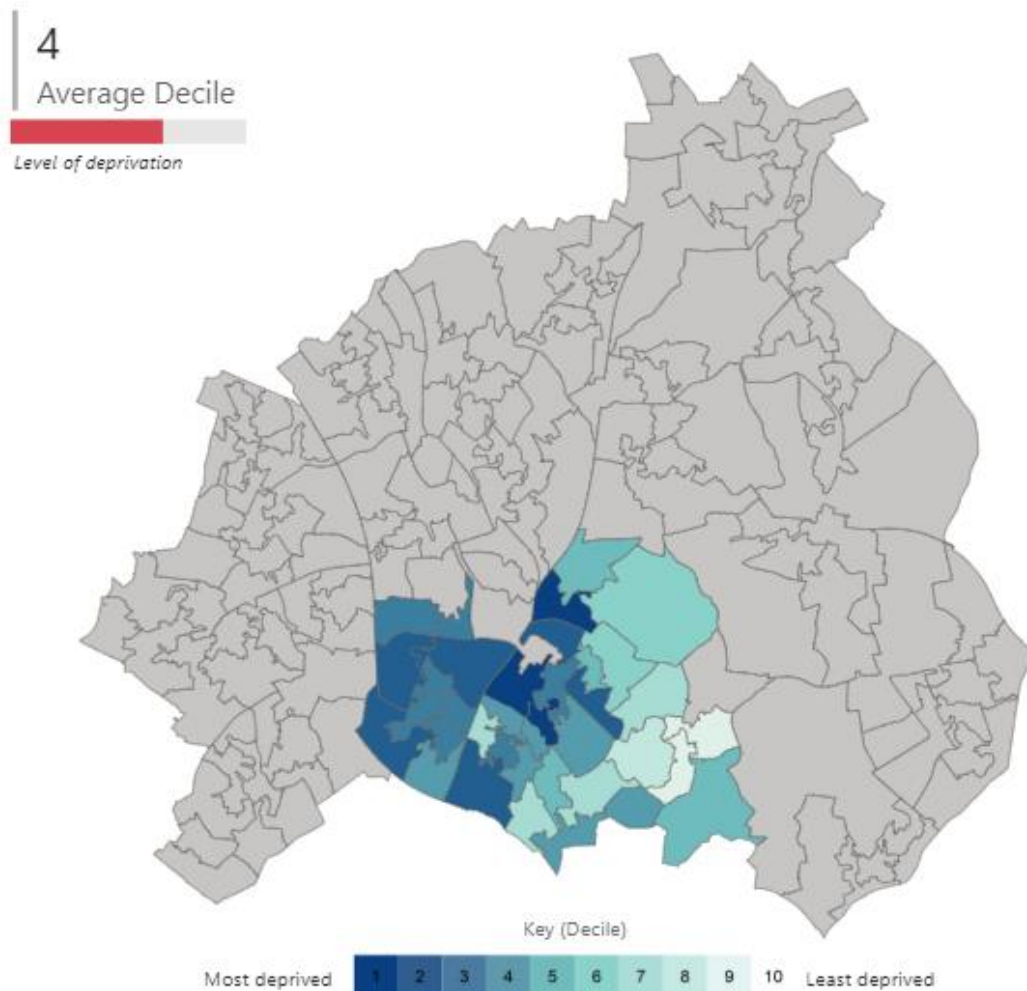 4
Average Decile
Level of deprivation
Key (Decile)
Most deprived 1 2 3 4 5 6 7 8 9 10 Least deprived